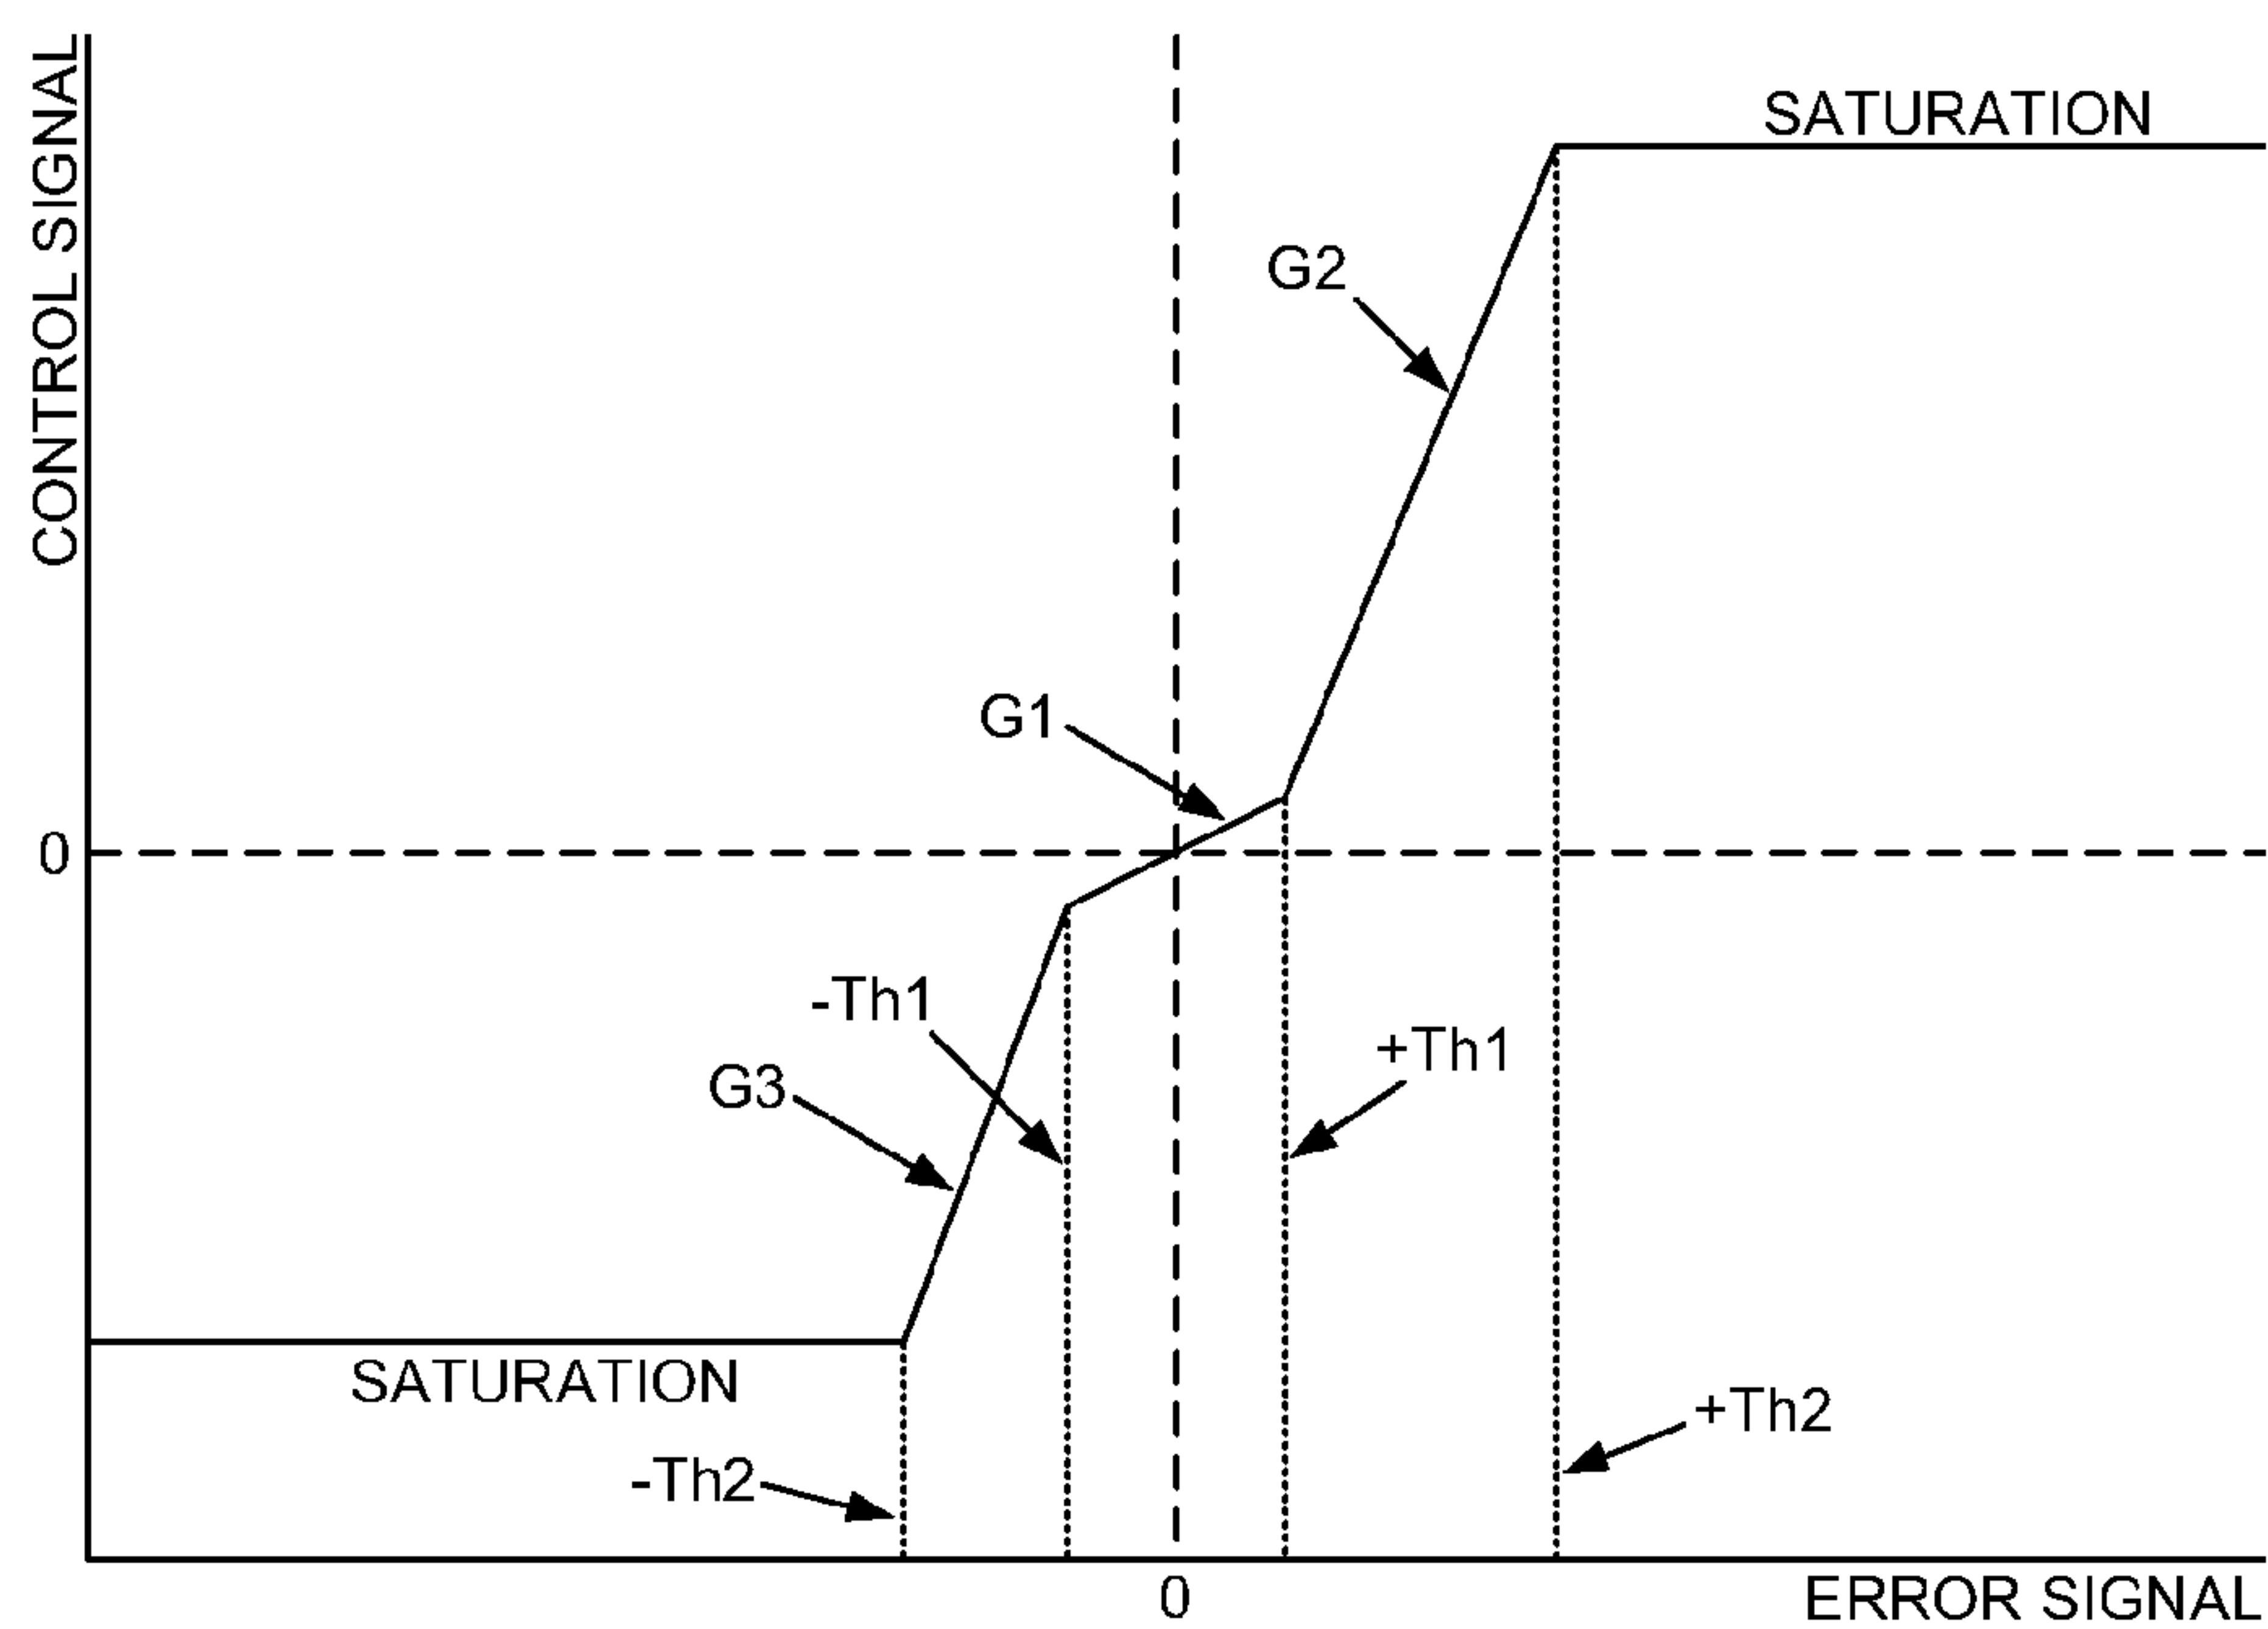 CONTROL SIGNAL
SATURATION
G2
G1
0
-Th1
+Th1
G3
SATURATION
+Th2
-Th2
0
ERROR SIGNAL